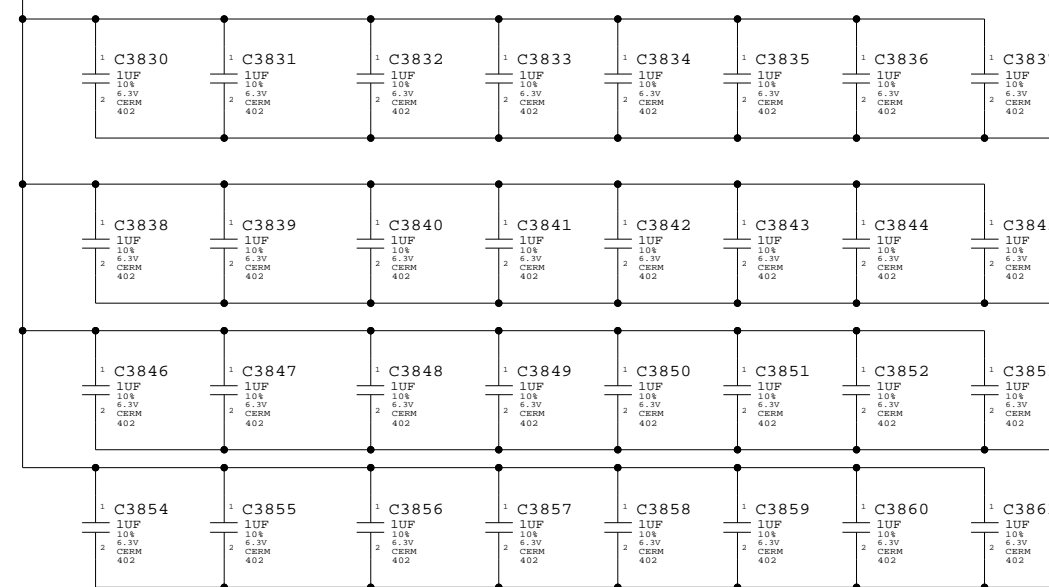 1 C3830 1 C3831 1 C3832 1 C3833 1 C3834 1 C3835 1 C3836 1 C383
1UF 1UF 1UF 1UF 1UF 1UF 1UF 1UF
10% 10% 10% 10% 10% 10% 10% 10%
2 6.3V 2 6.3V 2 6.3V 2 6.3V 2 6.3V 2 6.3V 2 6.3V 2 6.3V
CERM CERM CERM CERM CERM CERM CERM CERM
402 402 402 402 402 402 402 402
1 C3838 1 C3839 1 C3840 1 C3841 1 C3842 1 C3843 1 C3844 1 C384
1UF 1UF 1UF 1UF 1UF 1UF 1UF 1UF
10% 10% 10% 10% 10% 10% 10% 10%
2 6.3V 2 6.3V 2 6.3V 2 6.3V 2 6.3V 2 6.3V 2 6.3V 2 6.3V
CERM CERM CERM CERM CERM CERM CERM CERM
402 402 402 402 402 402 402 402
1 C3846 1 C3847 1 C3848 1 C3849 1 C3850 1 C3851 1 C3852 1 C385
1UF 1UF 1UF 1UF 1UF 1UF 1UF 1UF
10% 10% 10% 10% 10% 10% 10% 10%
2 6.3V 2 6.3V 2 6.3V 2 6.3V 2 6.3V 2 6.3V 2 6.3V 2 6.3V
CERM CERM CERM CERM CERM CERM CERM CERM
402 402 402 402 402 402 402 402
1 C3854 1 C3855 1 C3856 1 C3857 1 C3858 1 C3859 1 C3860 1 C386
1UF 1UF 1UF 1UF 1UF 1UF 1UF 1UF
10% 10% 10% 10% 10% 10% 10% 10%
2 6.3V 2 6.3V 2 6.3V 2 6.3V 2 6.3V 2 6.3V 2 6.3V 2 6.3V
CERM CERM CERM CERM CERM CERM CERM CERM
402 402 402 402 402 402 402 402